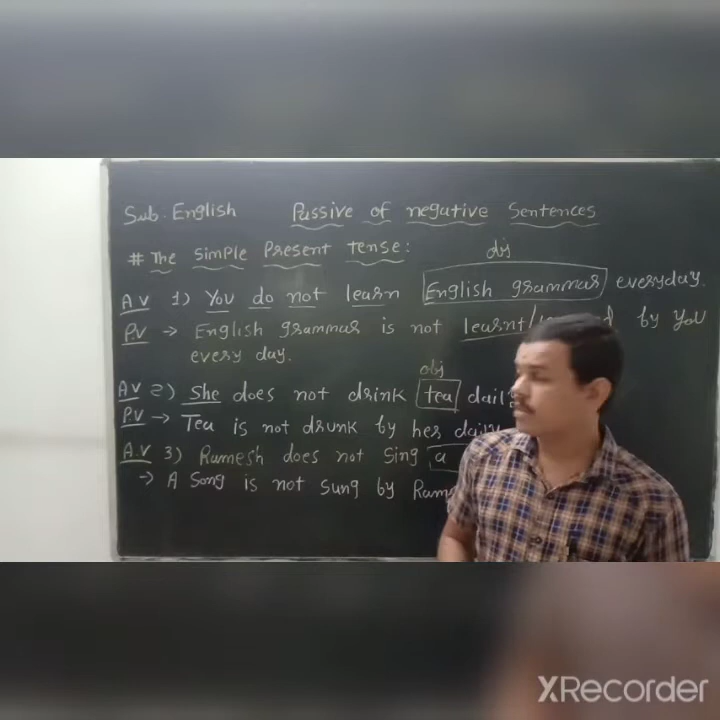 Sub. English Passive of negative Sentences
# The Simple Present Tense:
obj
A.V 1) You do not learn English grammar everyday.
P.V → English grammar is not learnt/ by you
every day.
obj
A.V 2) She does not drink tea
P.V → Tea is not drunk by her daily
A.V 3) Ramesh does not Sing a
→ A Song is not sung by
XRecorder